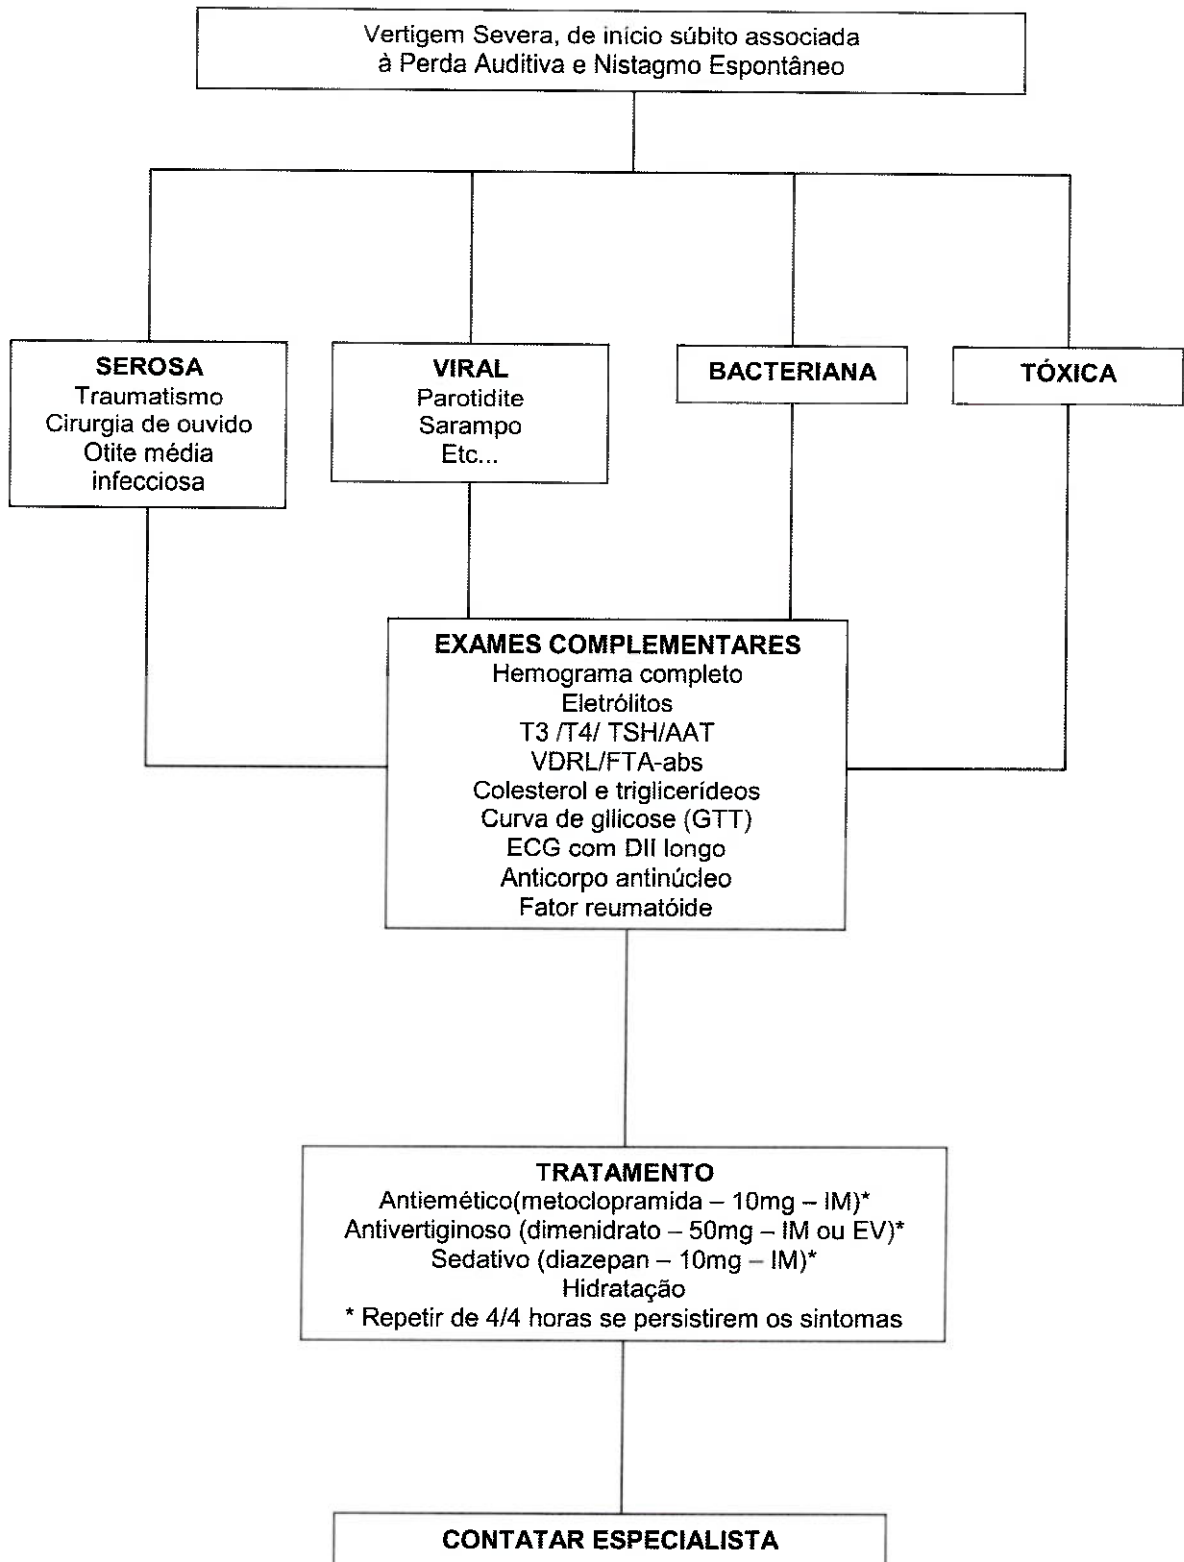 Vertigem Severa, de início súbito associada
à Perda Auditiva e Nistagmo Espontâneo
SEROSA
Traumatismo
Cirurgia de ouvido
Otite média
infecciosa
VIRAL
Parotidite
Sarampo
Etc...
BACTERIANA
TÓXICA
EXAMES COMPLEMENTARES
Hemograma completo
Eletrólitos
T3 /T4/ TSH/AAT
VDRL/FTA-abs
Colesterol e triglicerídeos
Curva de gllicose (GTT)
ECG com DII longo
Anticorpo antinúcleo
Fator reumatóide
TRATAMENTO
Antiemético(metoclopramida – 10mg – IM)*
Antivertiginoso (dimenidrato – 50mg – IM ou EV)*
Sedativo (diazepan – 10mg – IM)*
Hidratação
* Repetir de 4/4 horas se persistirem os sintomas
CONTATAR ESPECIALISTA